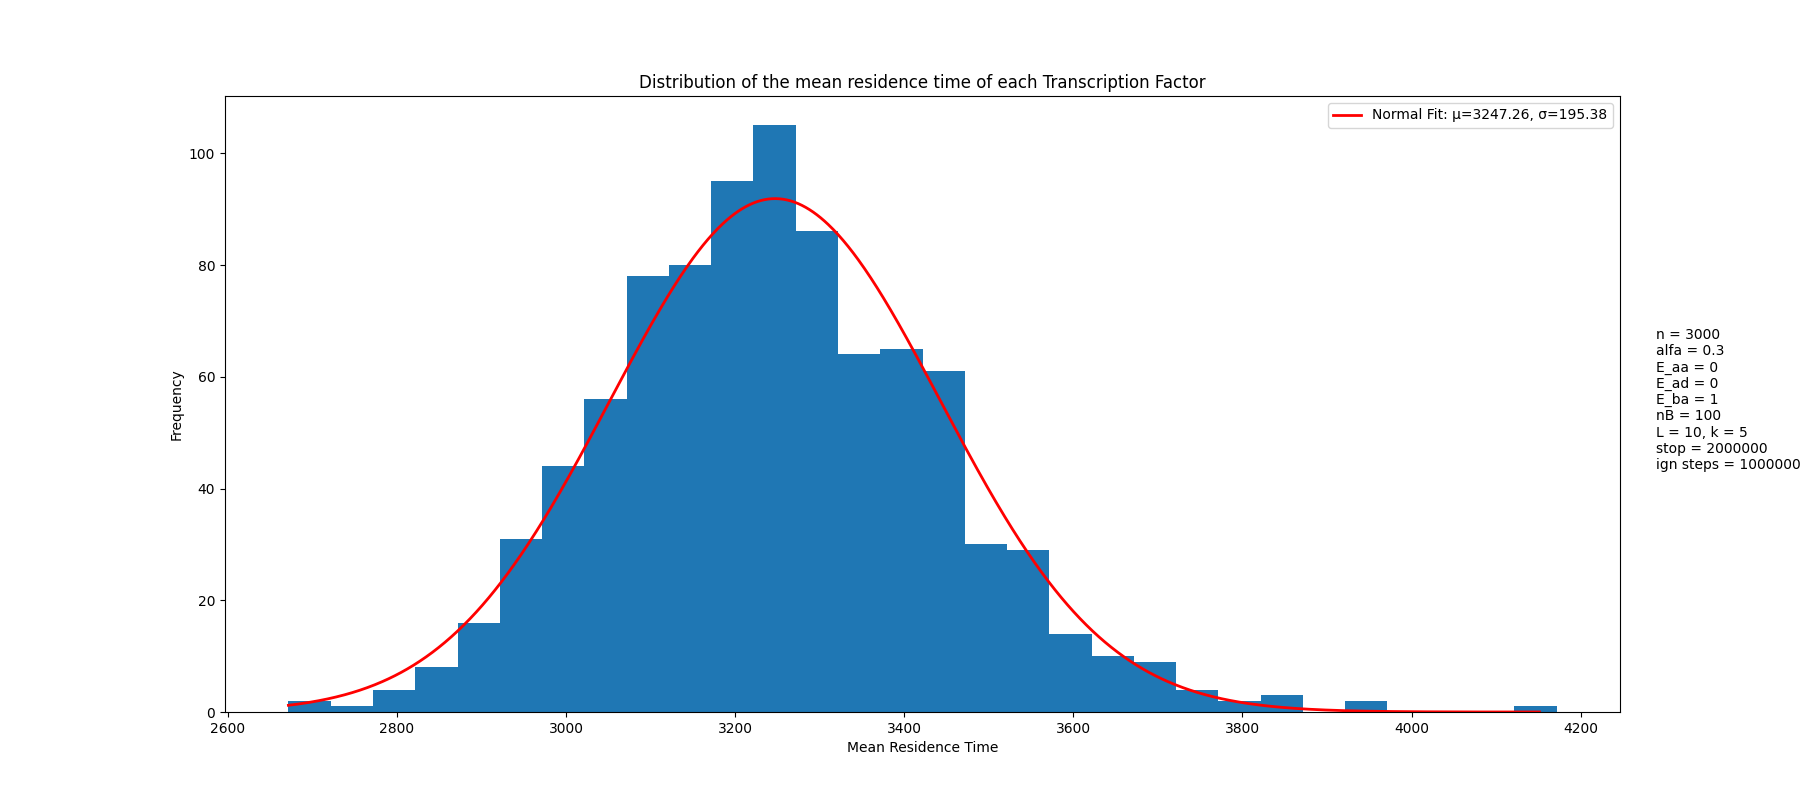 Distribution of the mean residence time of each Transcription Factor
Normal Fit: μ=3247.26, σ=195.38
100
80
60
40
20
0
Frequency
2600 2800 3000 3200 3400 3600 3800 4000 4200
Mean Residence Time
n = 3000
alfa = 0.3
E_aa = 0
E_ad = 0
E_ba = 1
nB = 100
L = 10, k = 5
stop = 2000000
ign steps = 1000000